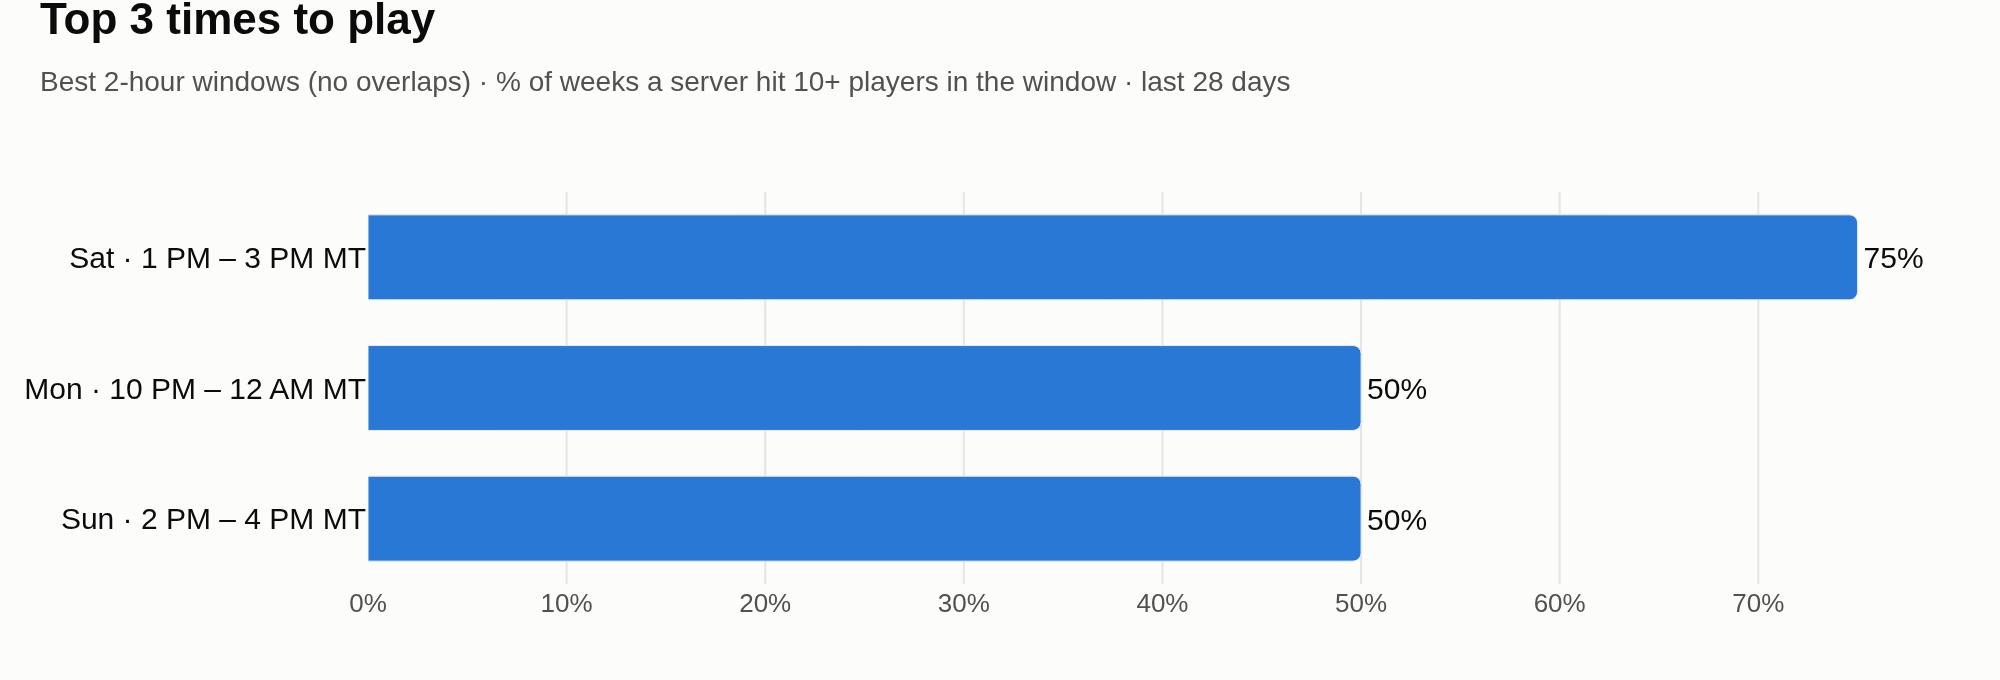 Top 3 times to play
Best 2-hour windows (no overlaps) · % of weeks a server hit 10+ players in the window · last 28 days
Sat · 1 PM – 3 PM MT
75%
Mon · 10 PM – 12 AM MT
50%
Sun · 2 PM – 4 PM MT
50%
0% 10% 20% 30% 40% 50% 60% 70%